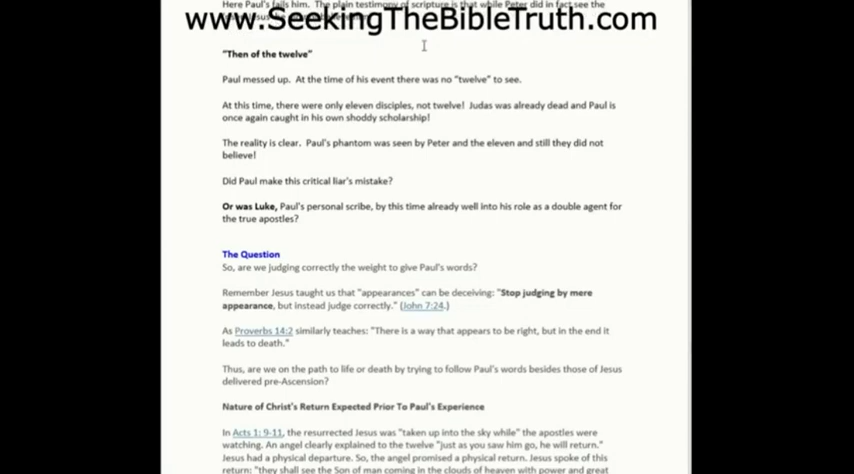 Here Paul's fails him. The plain testimony of scripture is that while Peter did in fact see the
www.SeekingTheBibleTruth.com
"Then of the twelve"
Paul messed up. At the time of his event there was no "twelve" to see.
At this time, there were only eleven disciples, not twelve! Judas was already dead and Paul is
once again caught in his own shoddy scholarship!
The reality is clear. Paul's phantom was seen by Peter and the eleven and still they did not
believe!
Did Paul make this critical liar's mistake?
Or was Luke, Paul's personal scribe, by this time already well into his role as a double agent for
the true apostles?
The Question
So, are we judging correctly the weight to give Paul's words?
Remember Jesus taught us that "appearances" can be deceiving: "Stop judging by mere
appearance, but instead judge correctly." (John 7:24.)
As Proverbs 14:2 similarly teaches: "There is a way that appears to be right, but in the end it
leads to death."
Thus, are we on the path to life or death by trying to follow Paul's words besides those of Jesus
delivered pre-Ascension?
Nature of Christ's Return Expected Prior To Paul's Experience
In Acts 1: 9-11, the resurrected Jesus was "taken up into the sky while" the apostles were
watching. An angel clearly explained to the twelve "just as you saw him go, he will return."
Jesus had a physical departure. So, the angel promised a physical return. Jesus spoke of this
return: "they shall see the Son of man coming in the clouds of heaven with power and great